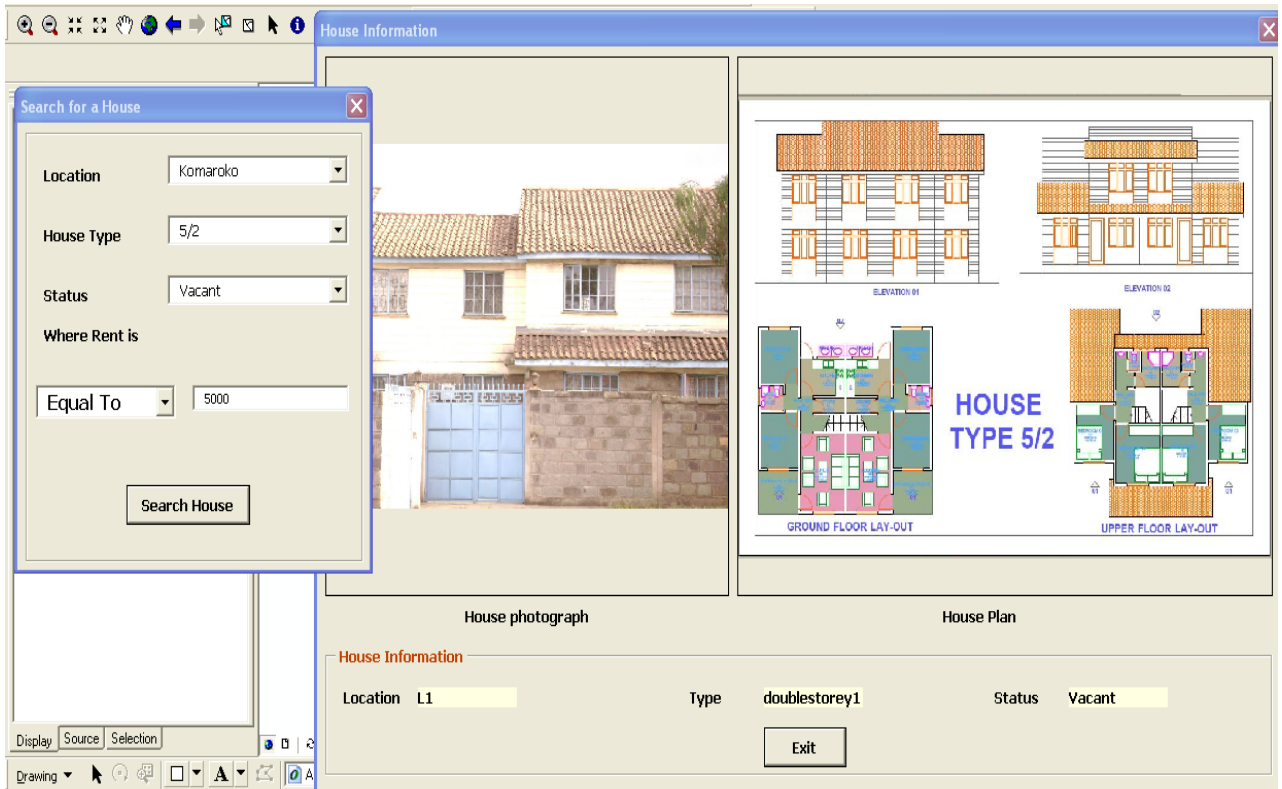 House Information
Search for a House
Location Komaroko
House Type 5/2
Status Vacant
Where Rent is
Equal To 5000
Search House
ELEVATION 01
ELEVATION 02
HOUSE
TYPE 5/2
GROUND FLOOR LAY-OUT
UPPER FLOOR LAY-OUT
House photograph
House Plan
House Information
Location L1 Type doublestorey1 Status Vacant
Exit
Display Source Selection
Drawing A A